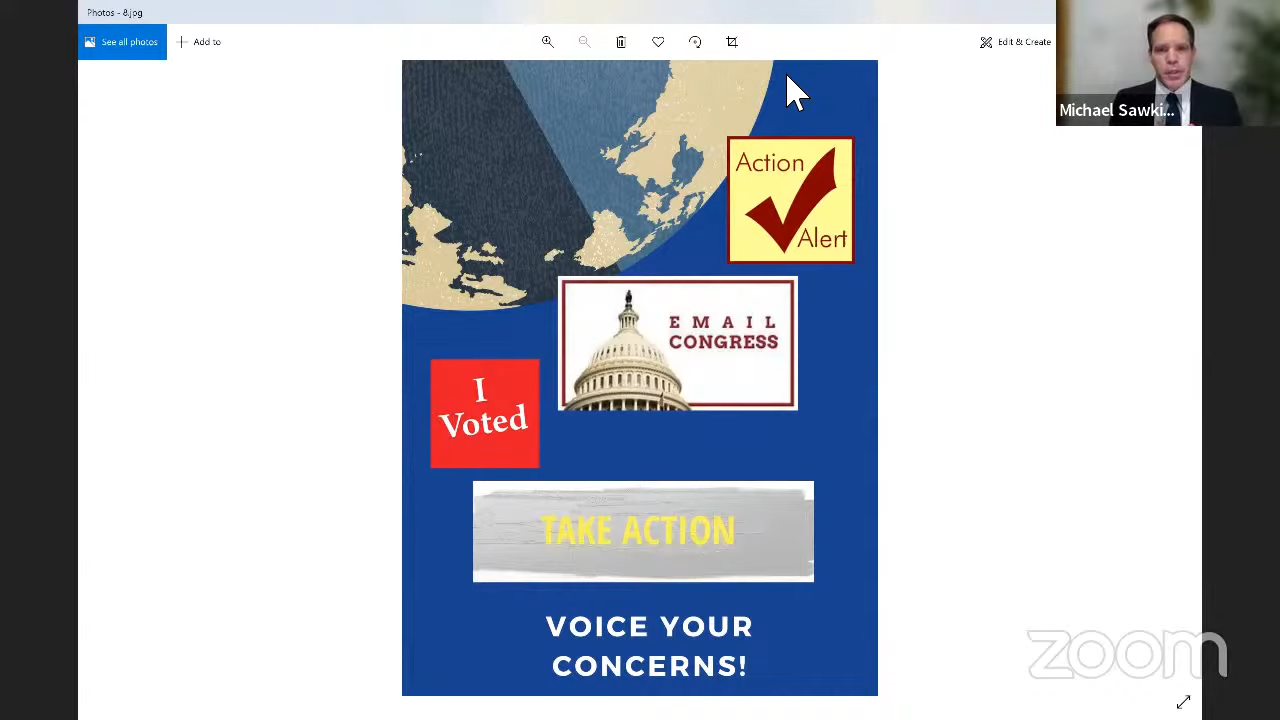 Photos - 8.jpg
See all photos
Add to
Edit & Create
Michael Sawki...
Action
Alert
EMAIL
CONGRESS
I
Voted
TAKE ACTION
VOICE YOUR
CONCERNS!
zoom